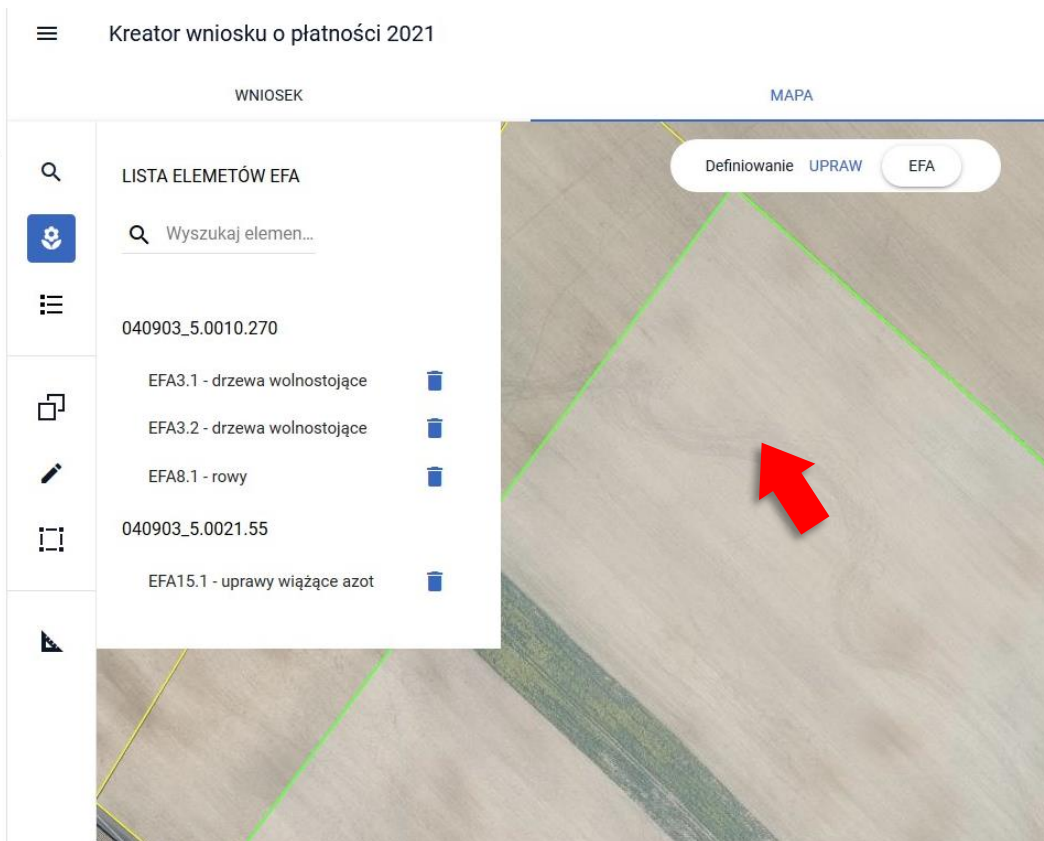 Kreator wniosku o płatności 2021
WNIOSEK
MAPA
LISTA ELEMETÓW EFA
Definiowanie UPRAW EFA
Wyszukaj elemen...
040903_5.0010.270
EFA3.1 - drzewa wolnostojące
EFA3.2 - drzewa wolnostojące
EFA8.1 - rowy
040903_5.0021.55
EFA15.1 - uprawy wiążące azot